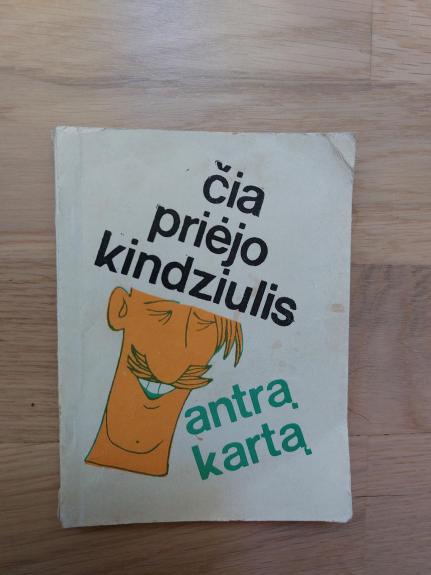 čia
priėjo
kindziulis
antrą
kartą